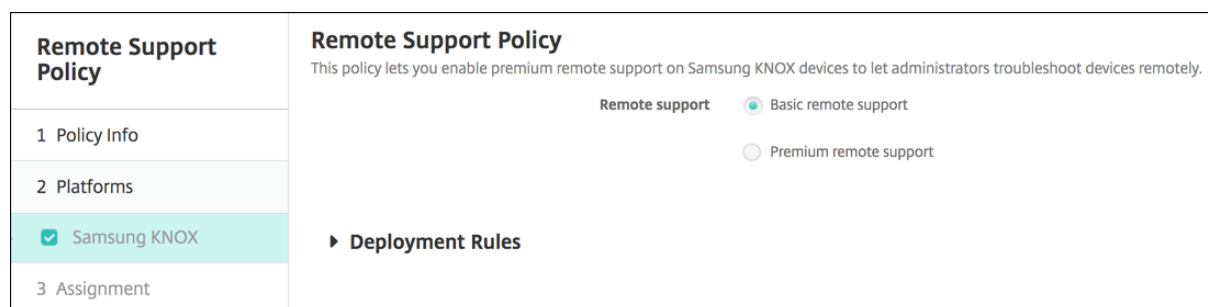 Remote Support
Policy
1 Policy Info
2 Platforms
Samsung KNOX
3 Assignment
Remote Support Policy
This policy lets you enable premium remote support on Samsung KNOX devices to let administrators troubleshoot devices remotely.
Remote support Basic remote support
Premium remote support
Deployment Rules